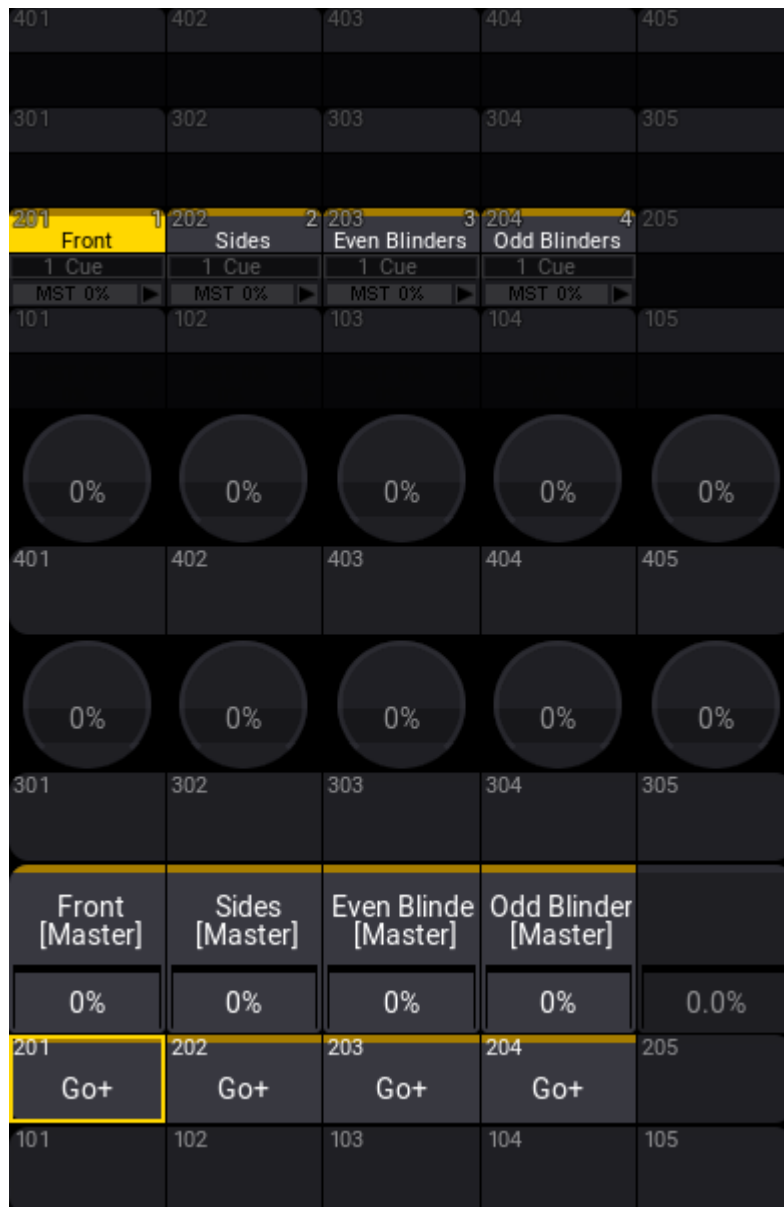 401 402 403 404 405
301 302 303 304 305
201 1 202 2 203 3 204 4 205
Front Sides Even Blinders Odd Blinders
1 Cue 1 Cue 1 Cue 1 Cue
MST 0% MST 0% MST 0% MST 0%
101 102 103 104 105
0% 0% 0% 0% 0%
401 402 403 404 405
0% 0% 0% 0% 0%
301 302 303 304 305
Front Sides Even Blinde Odd Blinder
[Master] [Master] [Master] [Master]
0% 0% 0% 0% 0.0%
201 202 203 204 205
Go+ Go+ Go+ Go+
101 102 103 104 105